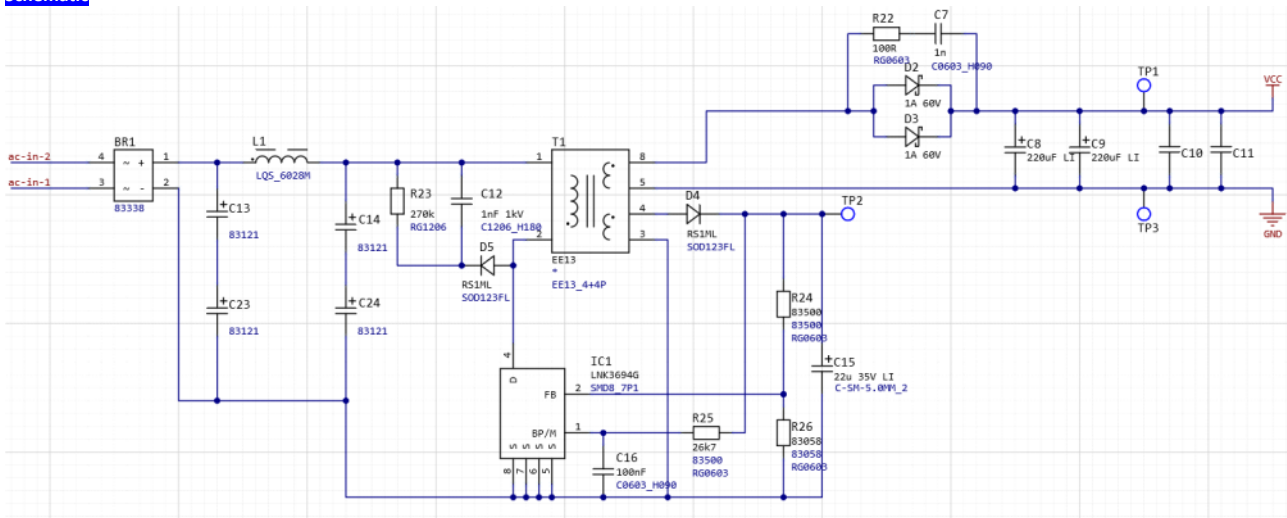 R22
C7
100R
RG0603
1n
C0603_H090
D2
1A 60V
D3
1A 60V
TP1
VCC
BR1
ac-in-2
4
~
+
1
ac-in-1
3
~
-
2
83338
L1
LQS_6028M
T1
1
8
5
4
3
2
EE13
*
EE13_4+4P
+
C8
220uF LI
+
C9
220uF LI
C10
C11
R23
270k
RG1206
C12
1nF 1kV
C1206_H180
D4
RS1ML
SOD123FL
TP2
TP3
GND
+
C13
83121
+
C14
83121
D5
RS1ML
SOD123FL
+
C23
83121
+
C24
83121
R24
83500
83500
RG0603
IC1
LNK3694G
SMD8_7P1
4
D
FB
2
BP/M
1
S
S
S
S
8
7
6
5
+
C15
22u 35V LI
C-SM-5.0MM_2
R25
26k7
83500
RG0603
R26
83058
83058
RG0603
C16
100nF
C0603_H090